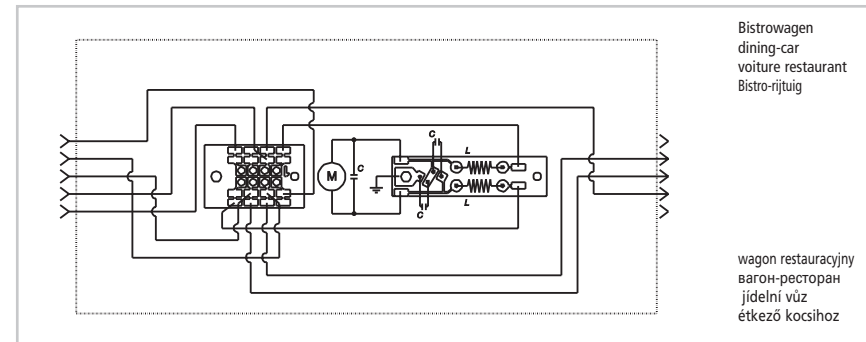 Bistrowagen
dining-car
voiture restaurant
Bistro-rijtuig
C
L
M
C
C
L
wagon restauracyjny
вагон-ресторан
jídelní vůz
étkező kocsihoz